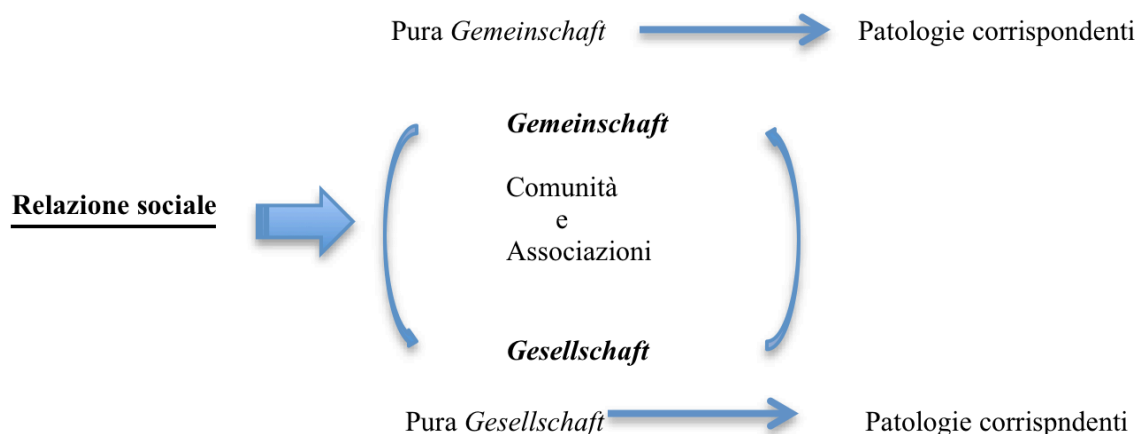 Pura Gemeinschaft Patologie corrispondenti
Gemeinschaft
Relazione sociale
Comunità
e
Associazioni
Gesellschaft
Pura Gesellschaft Patologie corrispndenti